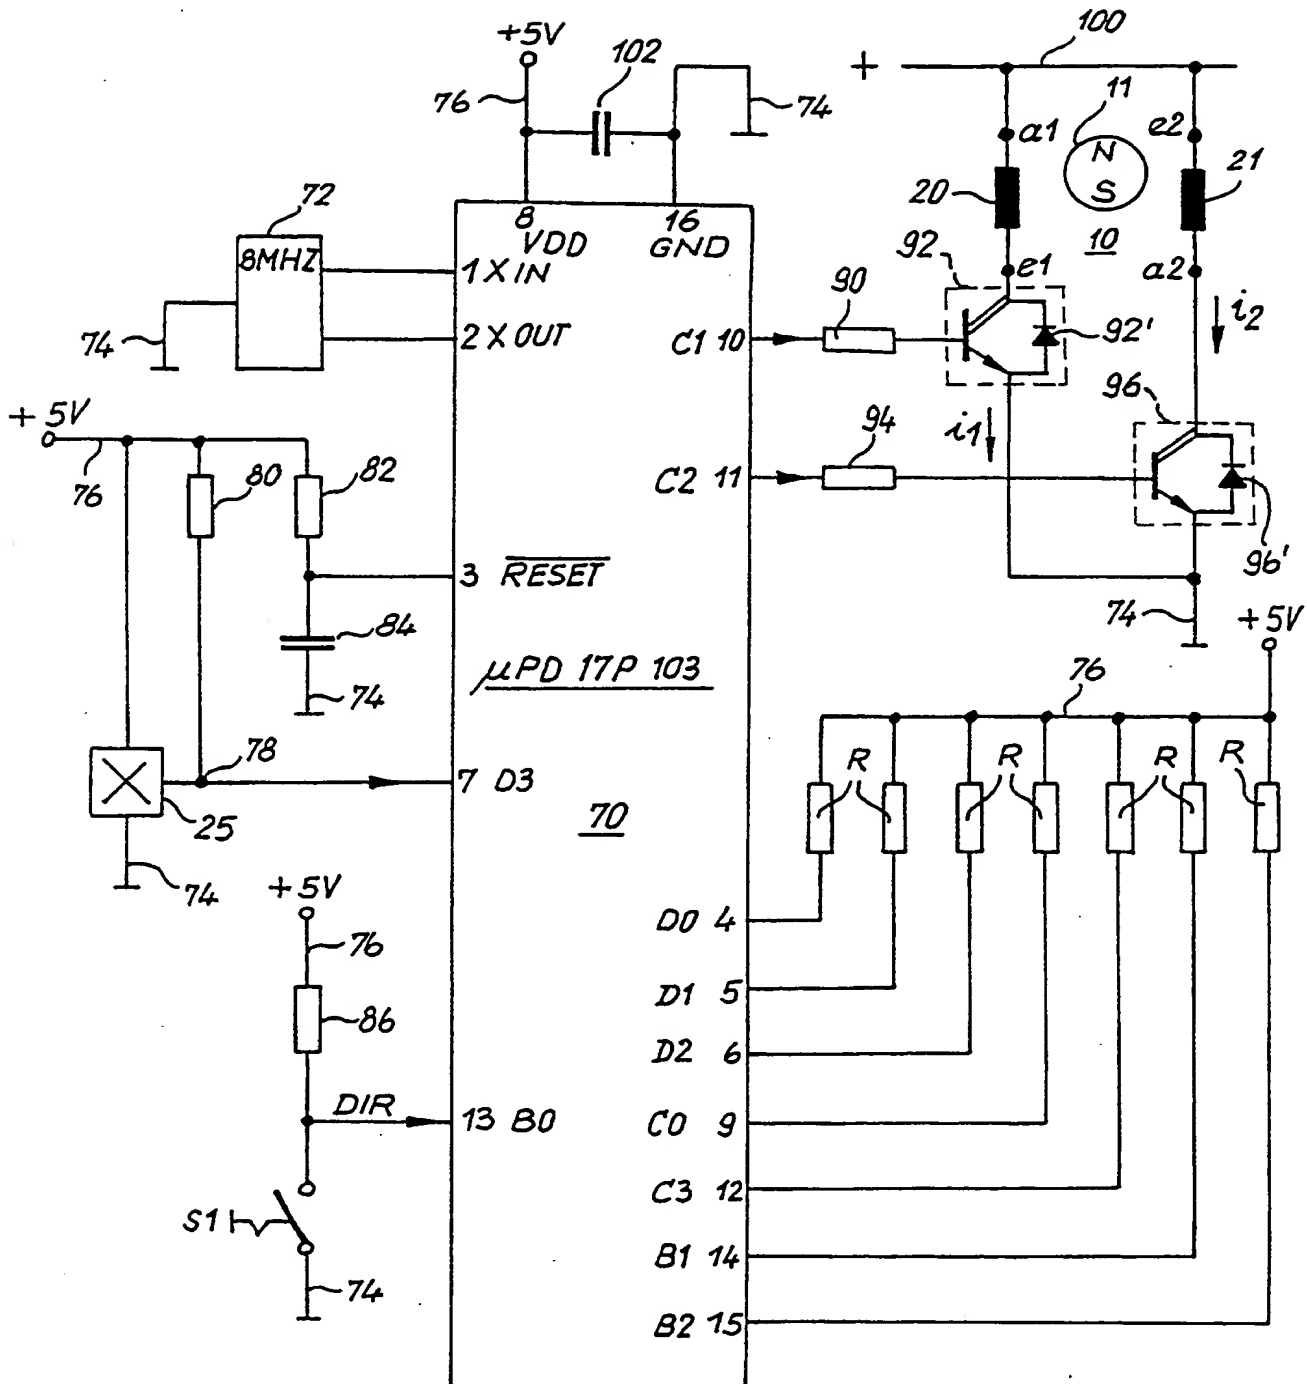 +5V
102
100
76
74
+
11
a1
N
S
e2
72
8MHZ
8
VDD
16
GND
20
21
10
1 X IN
92
e1
a2
74
2 X OUT
C1 10
90
92'
i2
+5V
76
80
82
C2 11
94
i1
96
96'
3 RESET
84
74
74
+5V
µPD 17P 103
76
78
7 D3
25
74
70
R
R
R
R
+5V
76
D0 4
86
D1 5
D2 6
DIR
13 B0
C0 9
C3 12
S1
B1 14
74
B2 15